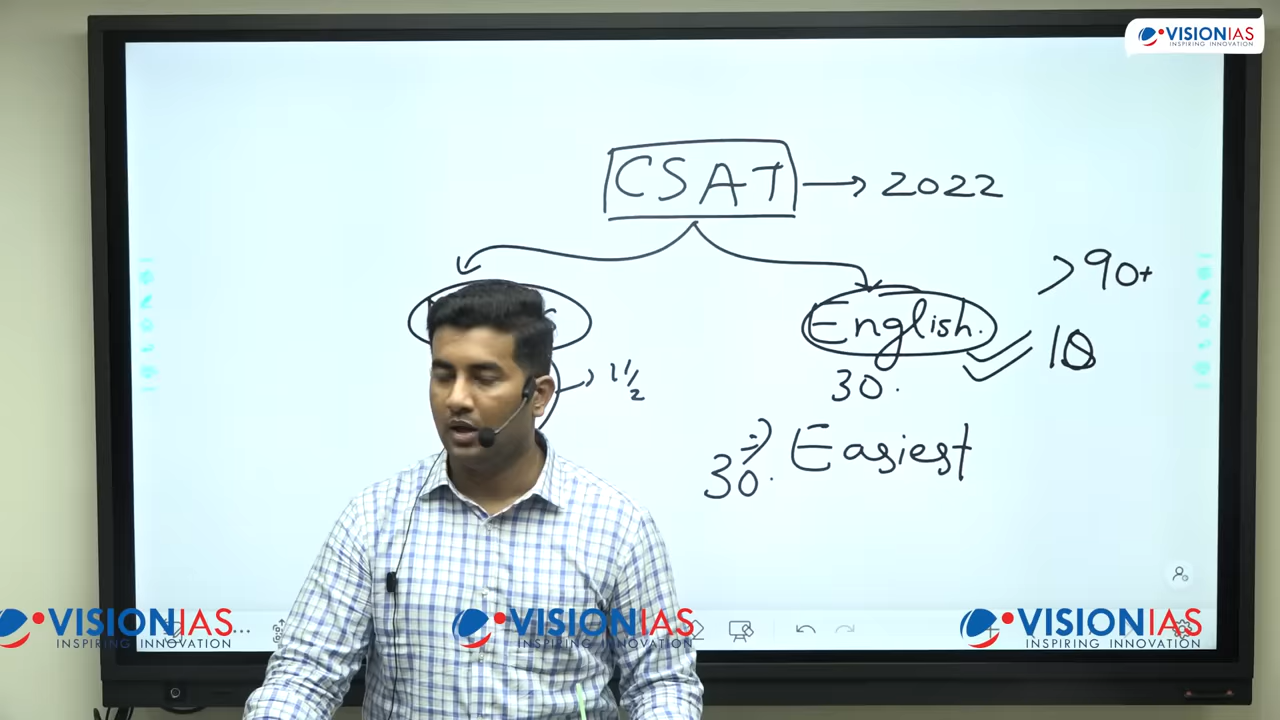 VISIONIAS
INSPIRING INNOVATION
CSAT → 2022
>90+
English.
1½
30.
10
⇒ Easiest
30.
VISIONIAS
INSPIRING INNOVATION
VISIONIAS
INSPIRING INNOVATION
VISIONIAS
INSPIRING INNOVATION